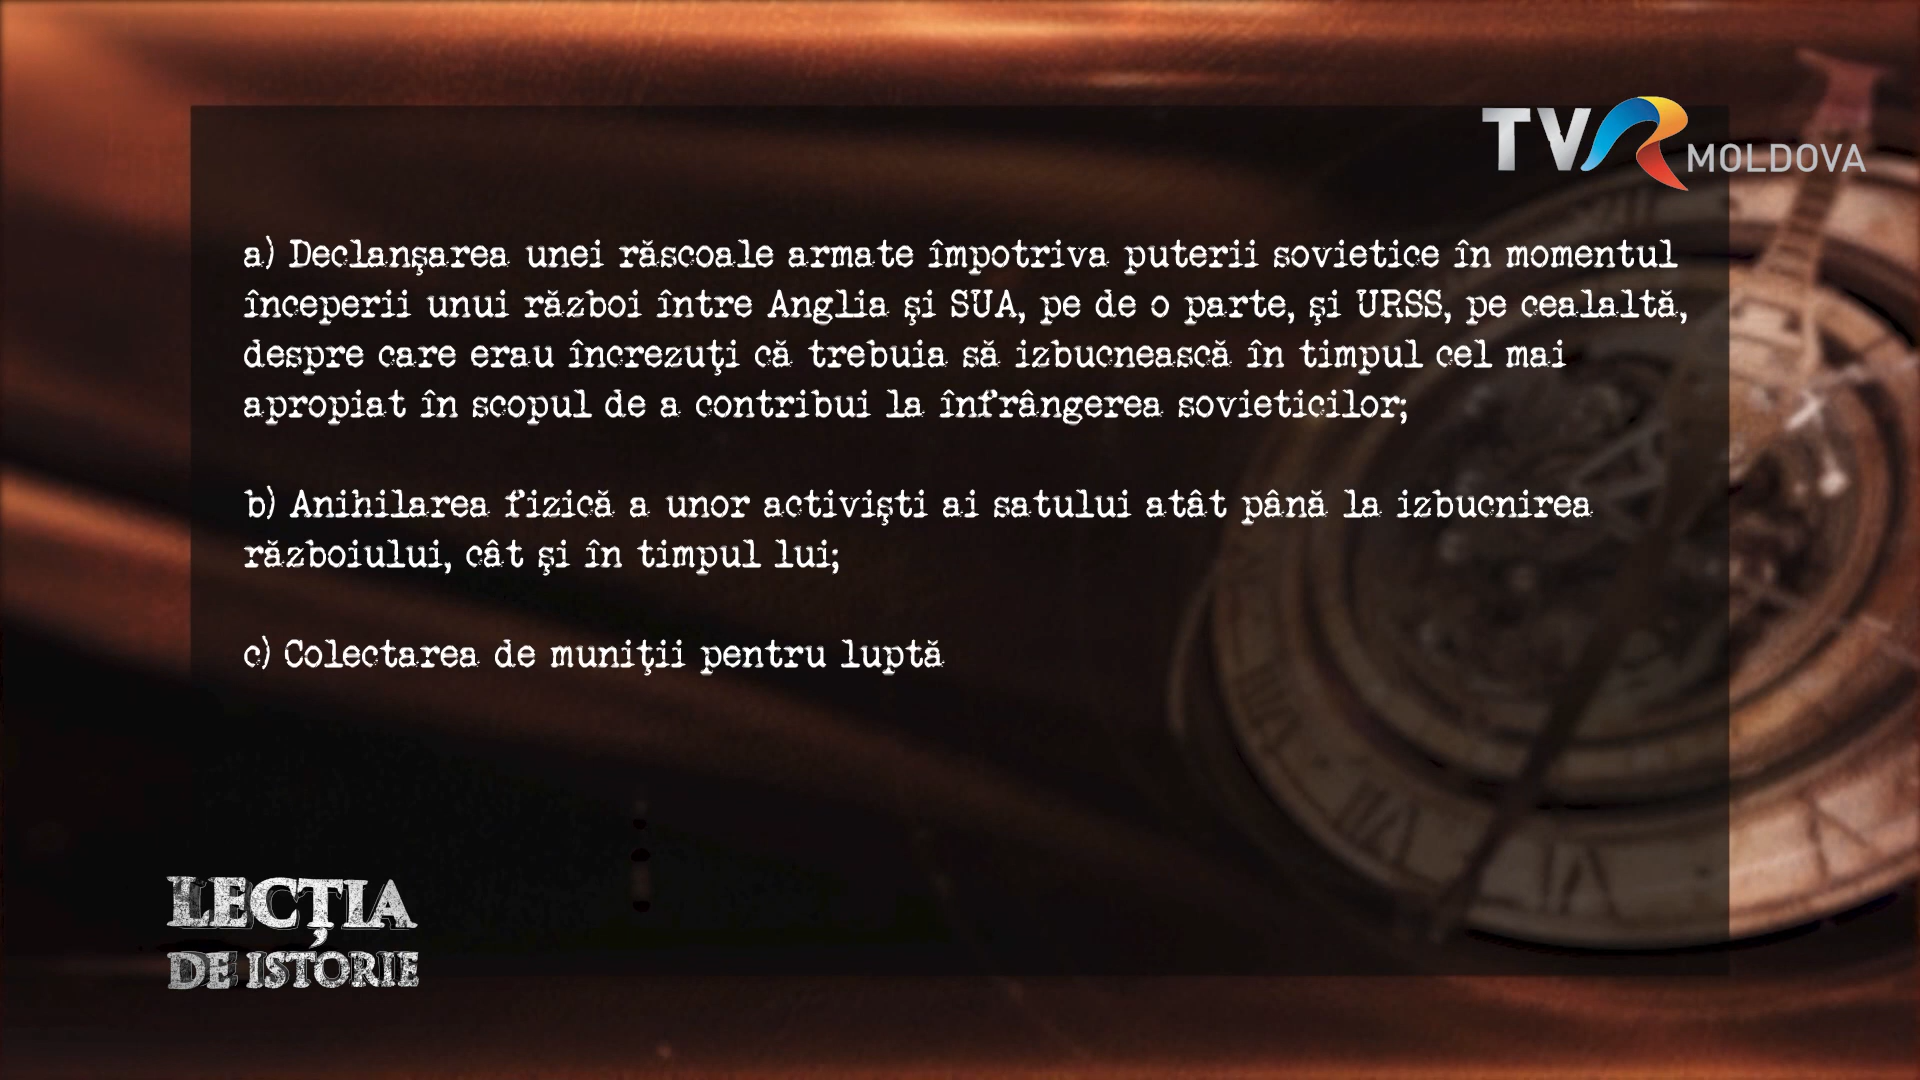 TVR MOLDOVA
a) Declanşarea unei răscoale armate împotriva puterii sovietice în momentul
începerii unui război între Anglia şi SUA, pe de o parte, şi URSS, pe cealaltă,
despre care erau încrezuţi că trebuia să izbucnească în timpul cel mai
apropiat în scopul de a contribui la înfrângerea sovieticilor;
b) Anihilarea fizică a unor activişti ai satului atât până la izbucnirea
războiului, cât şi în timpul lui;
c) Colectarea de muniţii pentru luptă
LECȚIA
DE ISTORIE